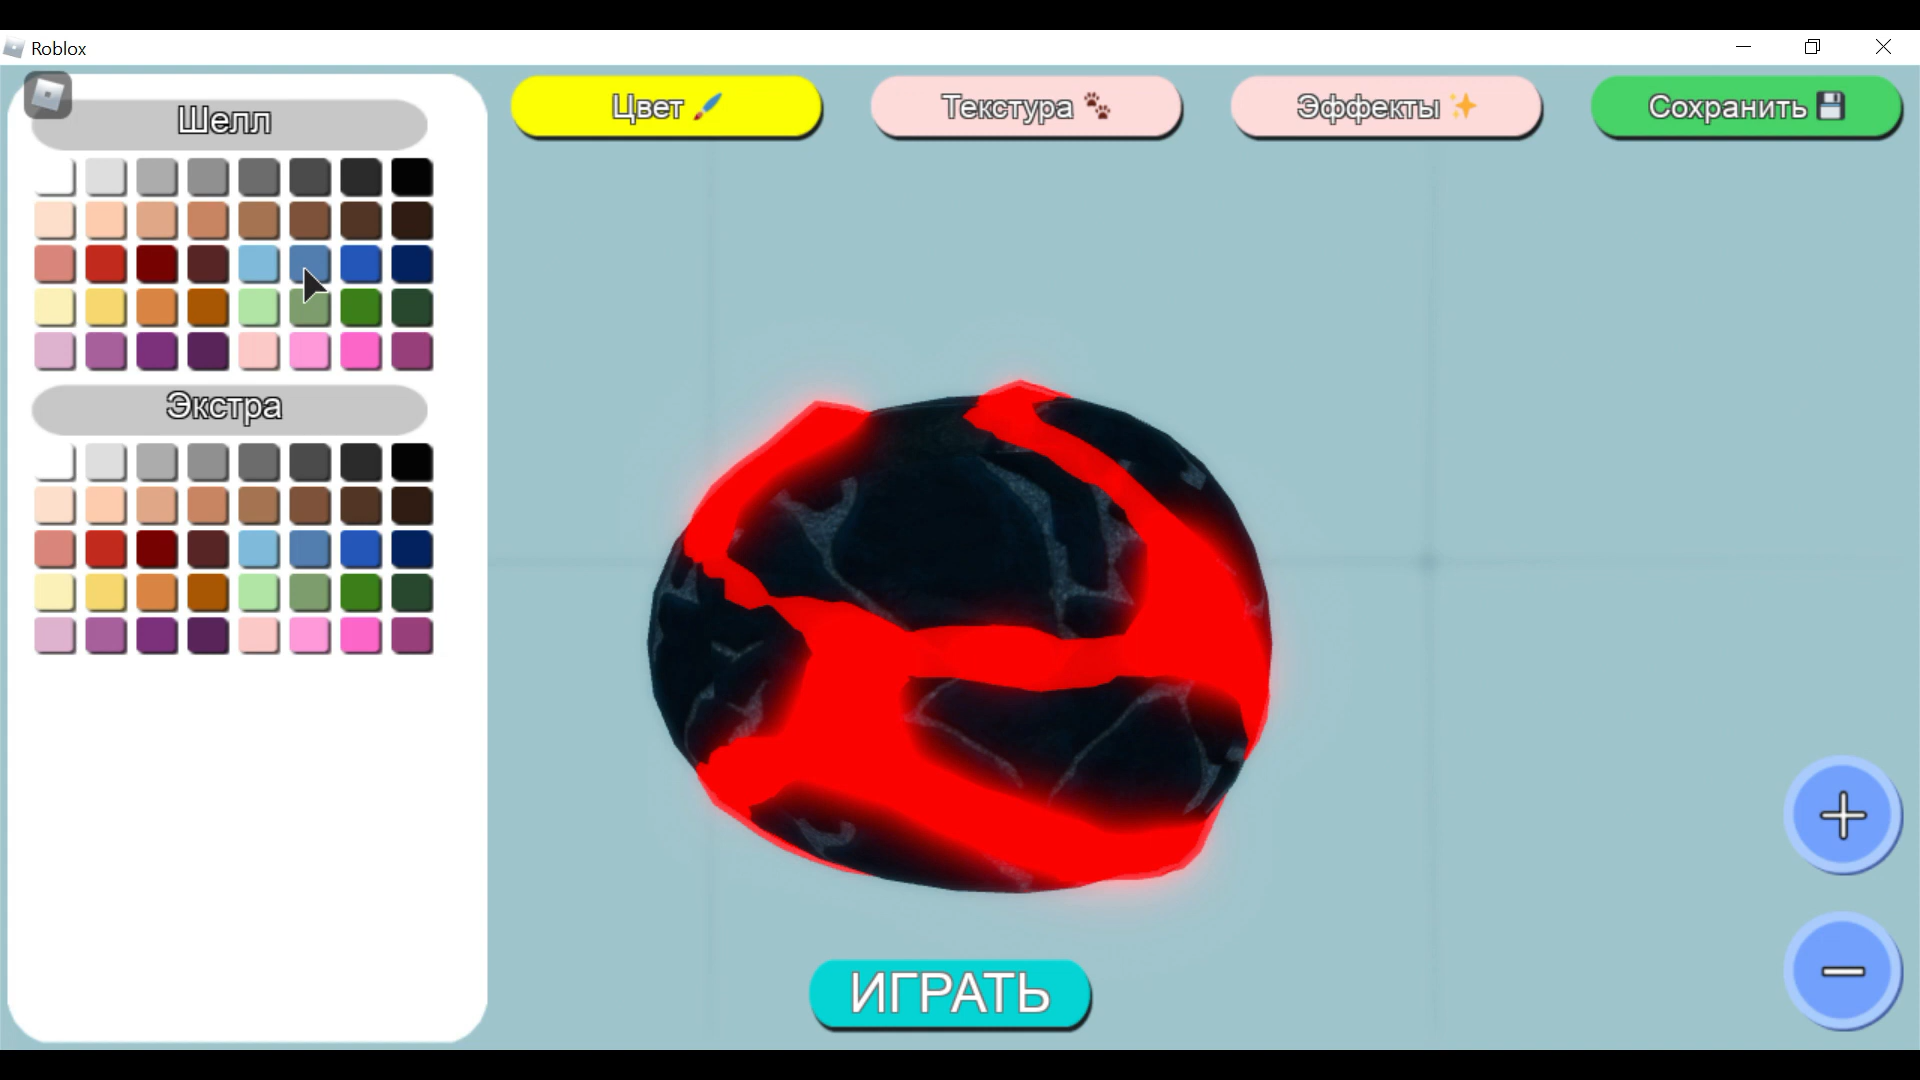 Roblox
Шелл
Цвет
Текстура
Эффекты
Сохранить
Экстра
ИГРАТЬ